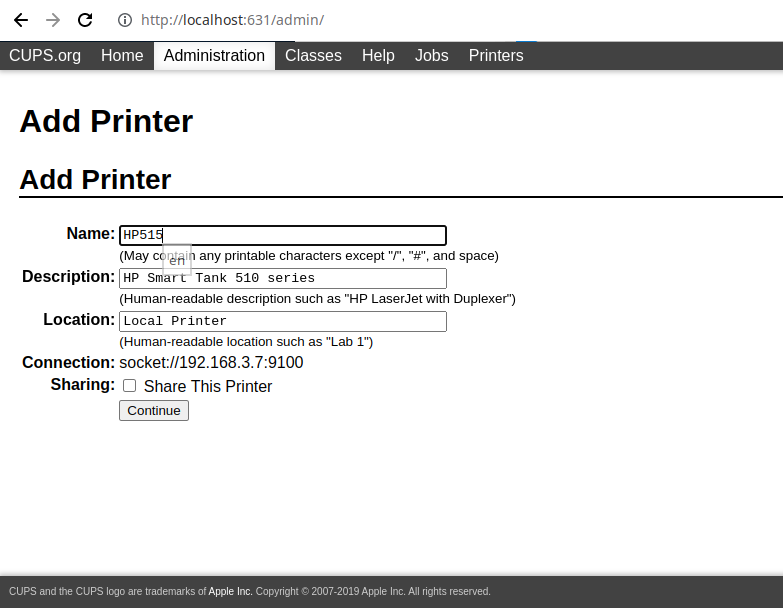 http://localhost:631/admin/
CUPS.org Home Administration Classes Help Jobs Printers
Add Printer
Add Printer
Name: HP515
(May contain any printable characters except "/", "#", and space)
en
Description: HP Smart Tank 510 series
(Human-readable description such as "HP LaserJet with Duplexer")
Location: Local Printer
(Human-readable location such as "Lab 1")
Connection: socket://192.168.3.7:9100
Sharing: Share This Printer
Continue
CUPS and the CUPS logo are trademarks of Apple Inc. Copyright © 2007-2019 Apple Inc. All rights reserved.